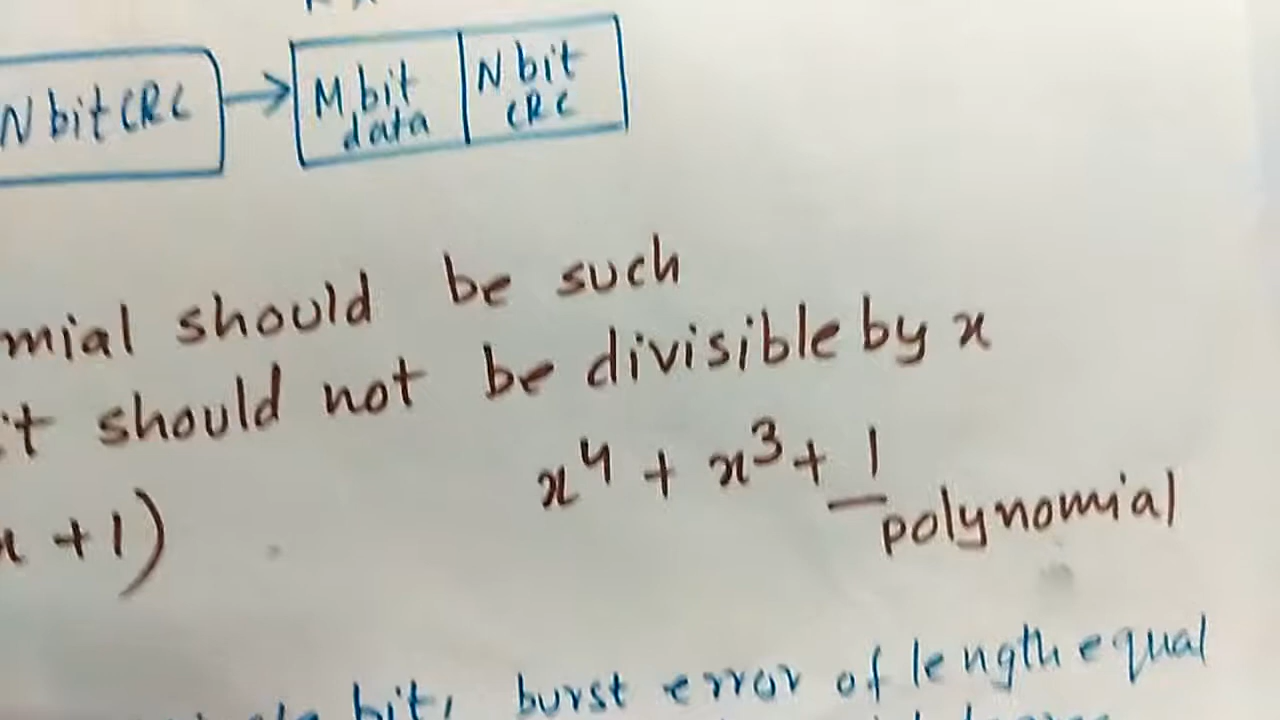 N bit CRC
M bit
data
N bit
CRC
should be such
should not be divisible by x
x⁴ + x³ + 1
+1)
polynomial
bit, burst error of length equal